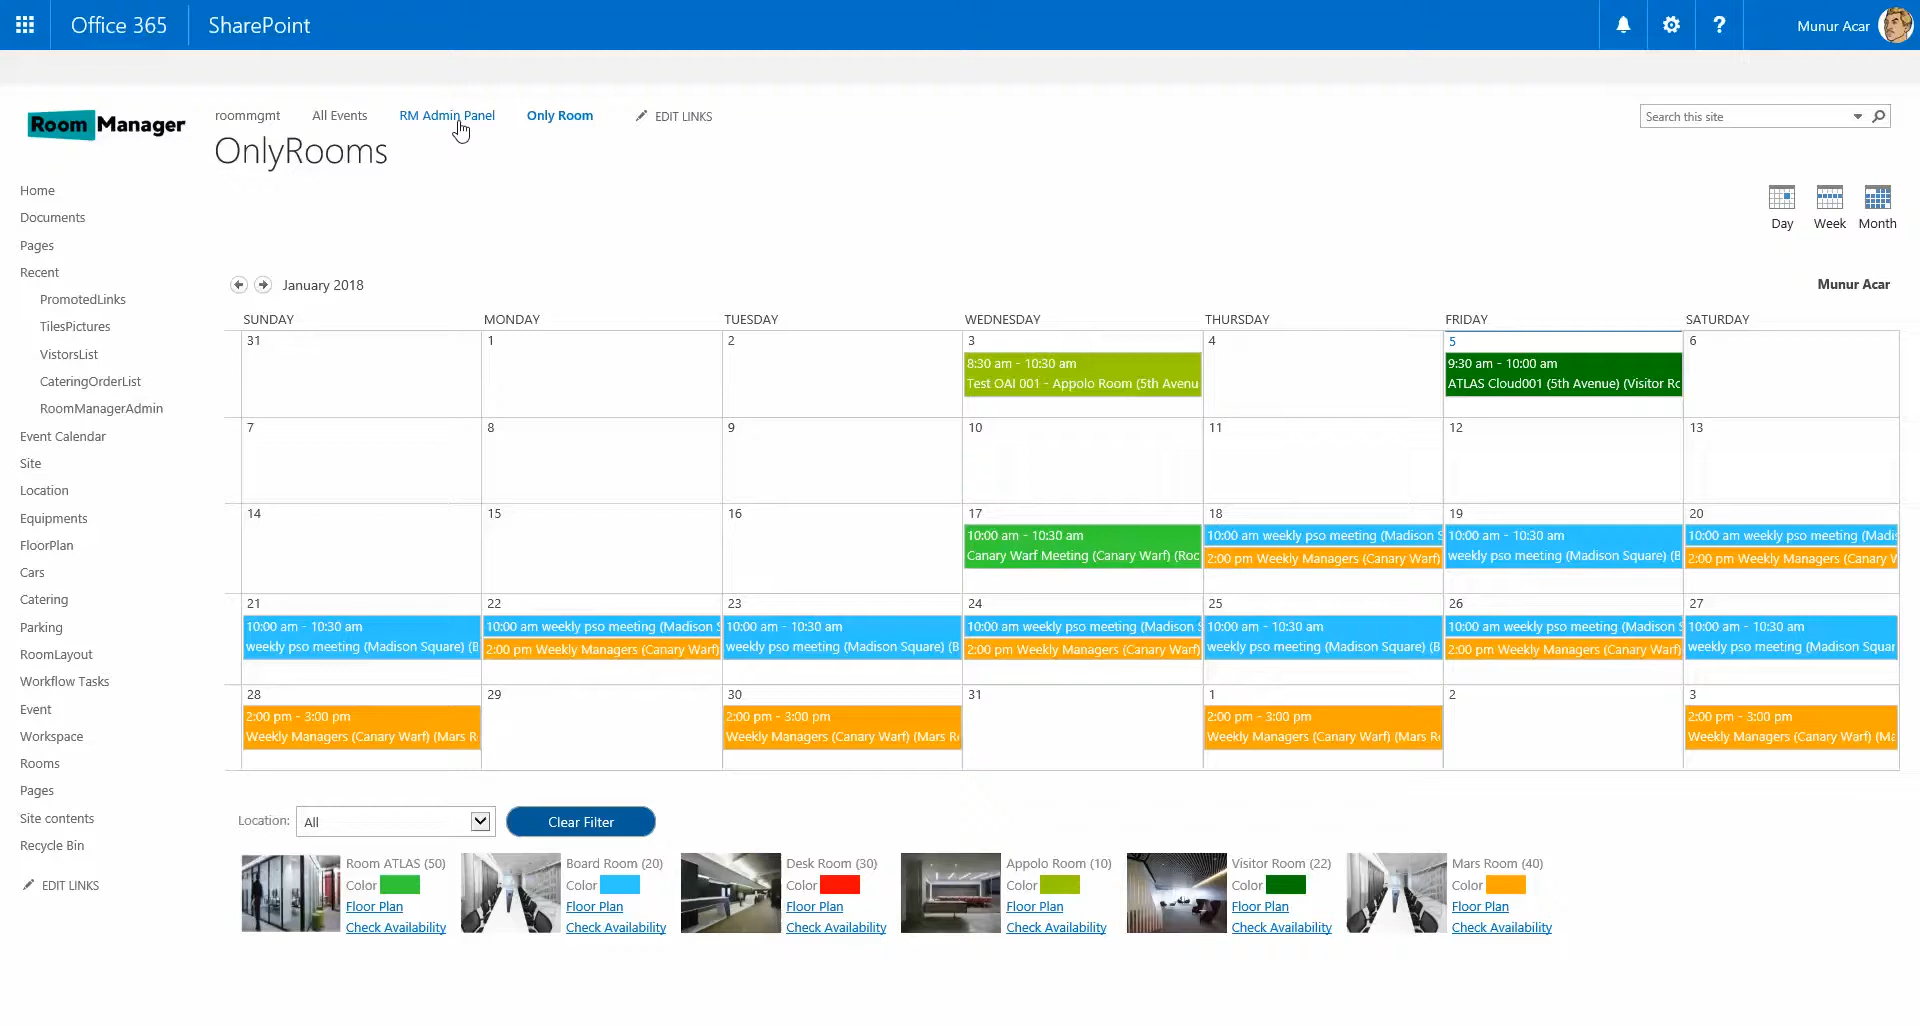 Office 365
SharePoint
Munur Acar
Room Manager
roommgmt
All Events
RM Admin Panel
Only Room
EDIT LINKS
Search this site
OnlyRooms
Home
Documents
Pages
Recent
PromotedLinks
TilesPictures
VistorsList
CateringOrderList
RoomManagerAdmin
Event Calendar
Site
Location
Equipments
FloorPlan
Cars
Catering
Parking
RoomLayout
Workflow Tasks
Event
Workspace
Rooms
Pages
Site contents
Recycle Bin
EDIT LINKS
Day
Week
Month
January 2018
Munur Acar
SUNDAY
MONDAY
TUESDAY
WEDNESDAY
THURSDAY
FRIDAY
SATURDAY
31
1
2
3
8:30 am - 10:30 am
Test OAI 001 - Appolo Room (5th Avenu
4
5
9:30 am - 10:00 am
ATLAS Cloud001 (5th Avenue) (Visitor Rc
6
7
8
9
10
11
12
13
14
15
16
17
10:00 am - 10:30 am
Canary Warf Meeting (Canary Warf) (Roc
18
10:00 am weekly pso meeting (Madison S
2:00 pm Weekly Managers (Canary Warf)
19
10:00 am - 10:30 am
weekly pso meeting (Madison Square) (B
20
10:00 am weekly pso meeting (Madi
2:00 pm Weekly Managers (Canary W
21
10:00 am - 10:30 am
weekly pso meeting (Madison Square) (B
22
10:00 am weekly pso meeting (Madison S
2:00 pm Weekly Managers (Canary Warf)
23
10:00 am - 10:30 am
weekly pso meeting (Madison Square) (B
24
10:00 am weekly pso meeting (Madison S
2:00 pm Weekly Managers (Canary Warf)
25
10:00 am - 10:30 am
weekly pso meeting (Madison Square) (B
26
10:00 am weekly pso meeting (Madison S
2:00 pm Weekly Managers (Canary Warf)
27
10:00 am - 10:30 am
weekly pso meeting (Madison Squar
28
2:00 pm - 3:00 pm
Weekly Managers (Canary Warf) (Mars R
29
30
2:00 pm - 3:00 pm
Weekly Managers (Canary Warf) (Mars R
31
1
2:00 pm - 3:00 pm
Weekly Managers (Canary Warf) (Mars R
2
3
2:00 pm - 3:00 pm
Weekly Managers (Canary Warf) (Ma
Location:
All
Clear Filter
Room ATLAS (50)
Color
Floor Plan
Check Availability
Board Room (20)
Color
Floor Plan
Check Availability
Desk Room (30)
Color
Floor Plan
Check Availability
Appolo Room (10)
Color
Floor Plan
Check Availability
Visitor Room (22)
Color
Floor Plan
Check Availability
Mars Room (40)
Color
Floor Plan
Check Availability